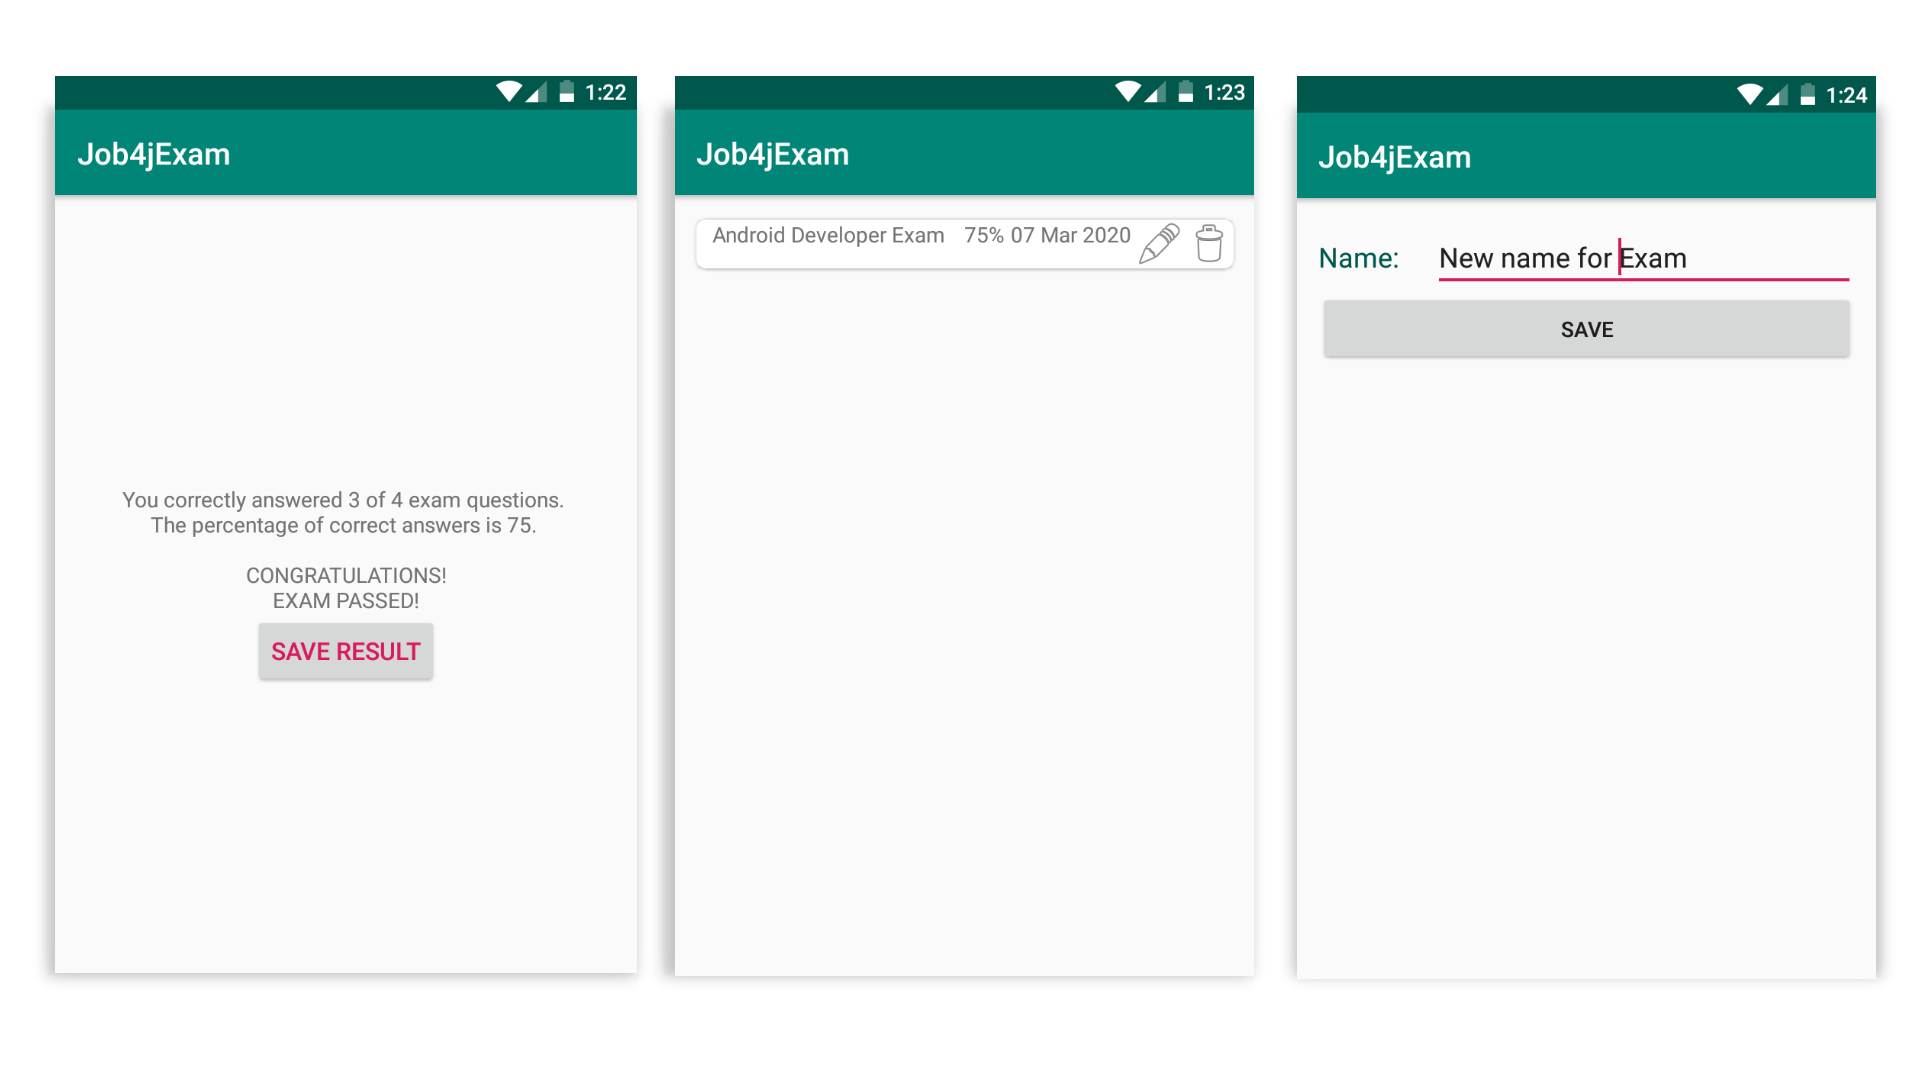 1:22
Job4jExam
You correctly answered 3 of 4 exam questions.
The percentage of correct answers is 75.
CONGRATULATIONS!
EXAM PASSED!
SAVE RESULT
1:23
Job4jExam
Android Developer Exam 75% 07 Mar 2020
1:24
Job4jExam
Name: New name for Exam
SAVE